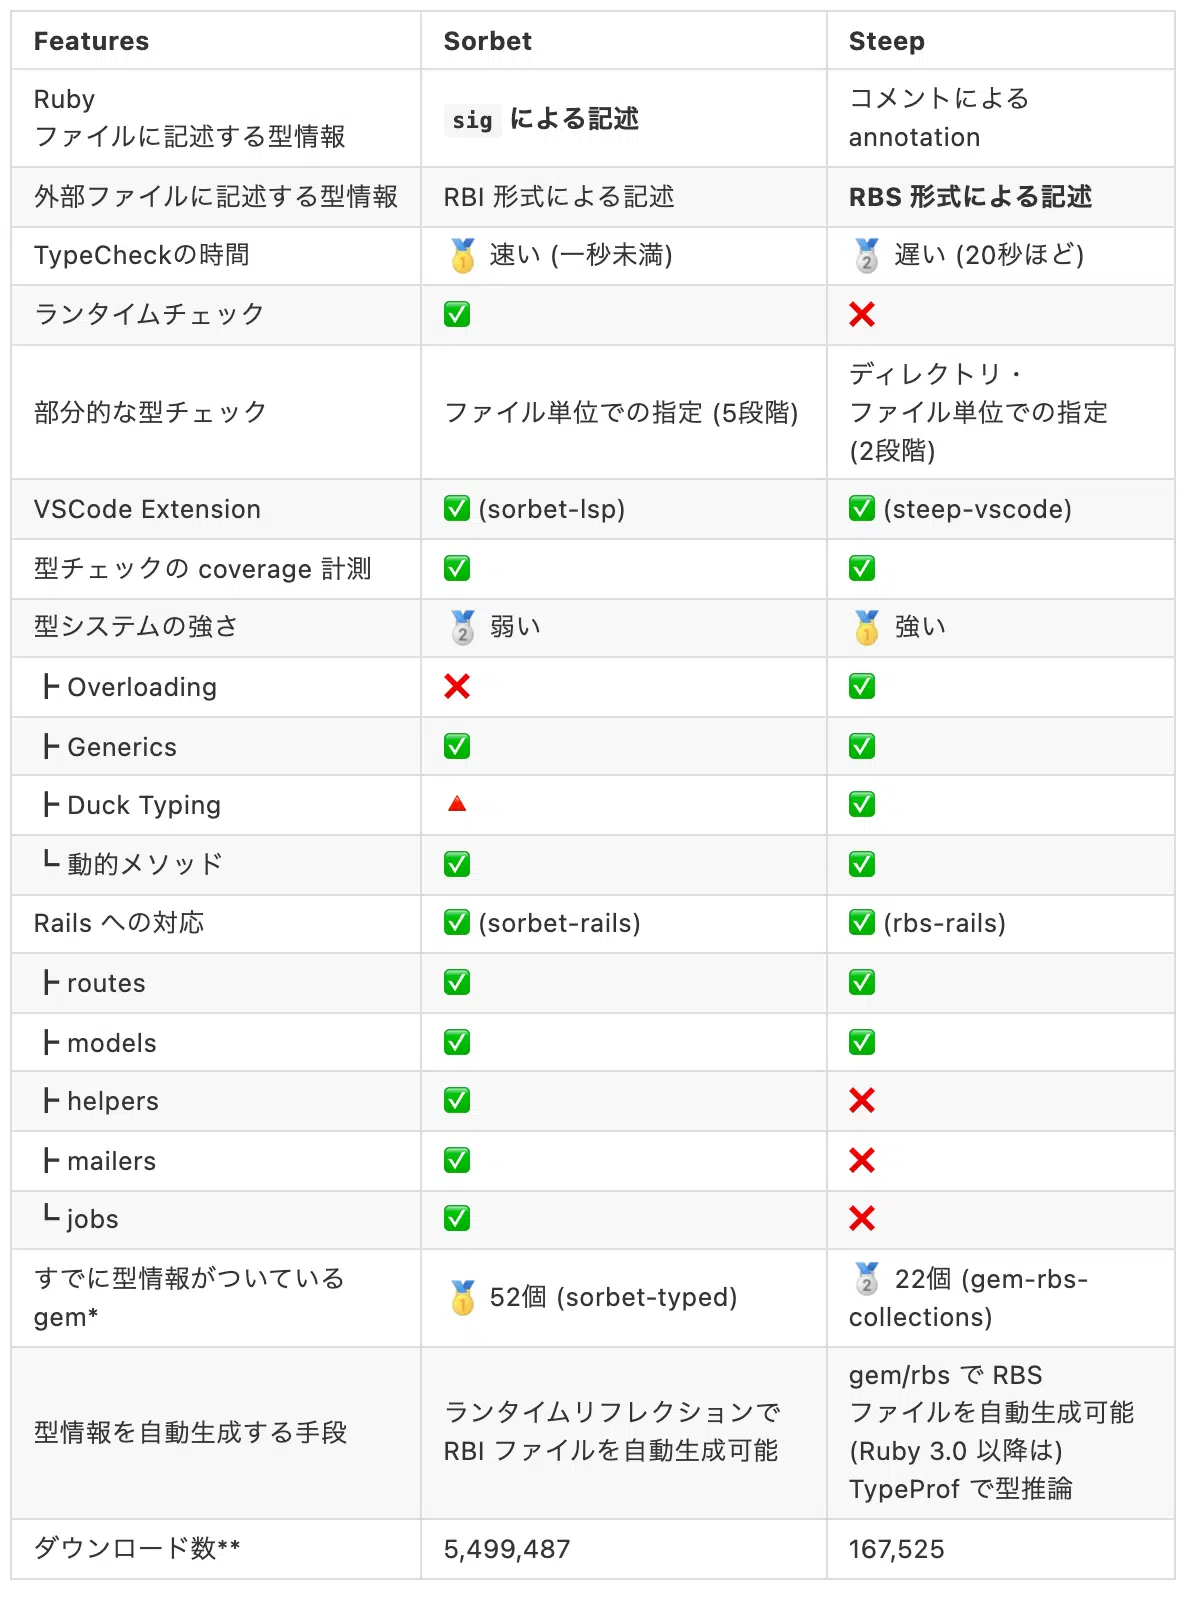 Features Sorbet Steep
Ruby
ファイルに記述する型情報
sig による記述
コメントによる
annotation
外部ファイルに記述する型情報 RBI 形式による記述 RBS 形式による記述
TypeCheckの時間 🥇 速い (一秒未満) 🥈 遅い (20秒ほど)
ランタイムチェック ✅ ❌
部分的な型チェック
ファイル単位での指定 (5段階)
ディレクトリ・
ファイル単位での指定
(2段階)
VSCode Extension ✅ (sorbet-lsp) ✅ (steep-vscode)
型チェックの coverage 計測 ✅ ✅
型システムの強さ 🥈 弱い 🥇 強い
┣ Overloading ❌ ✅
┣ Generics ✅ ✅
┣ Duck Typing 🔺 ✅
┗ 動的メソッド ✅ ✅
Rails への対応 ✅ (sorbet-rails) ✅ (rbs-rails)
┣ routes ✅ ✅
┣ models ✅ ✅
┣ helpers ✅ ❌
┣ mailers ✅ ❌
┗ jobs ✅ ❌
すでに型情報がついている
gem*
🥇 52個 (sorbet-typed)
🥈 22個 (gem-rbs-
collections)
型情報を自動生成する手段
ランタイムリフレクションで
RBI ファイルを自動生成可能
gem/rbs で RBS
ファイルを自動生成可能
(Ruby 3.0 以降は)
TypeProf で型推論
ダウンロード数** 5,499,487 167,525